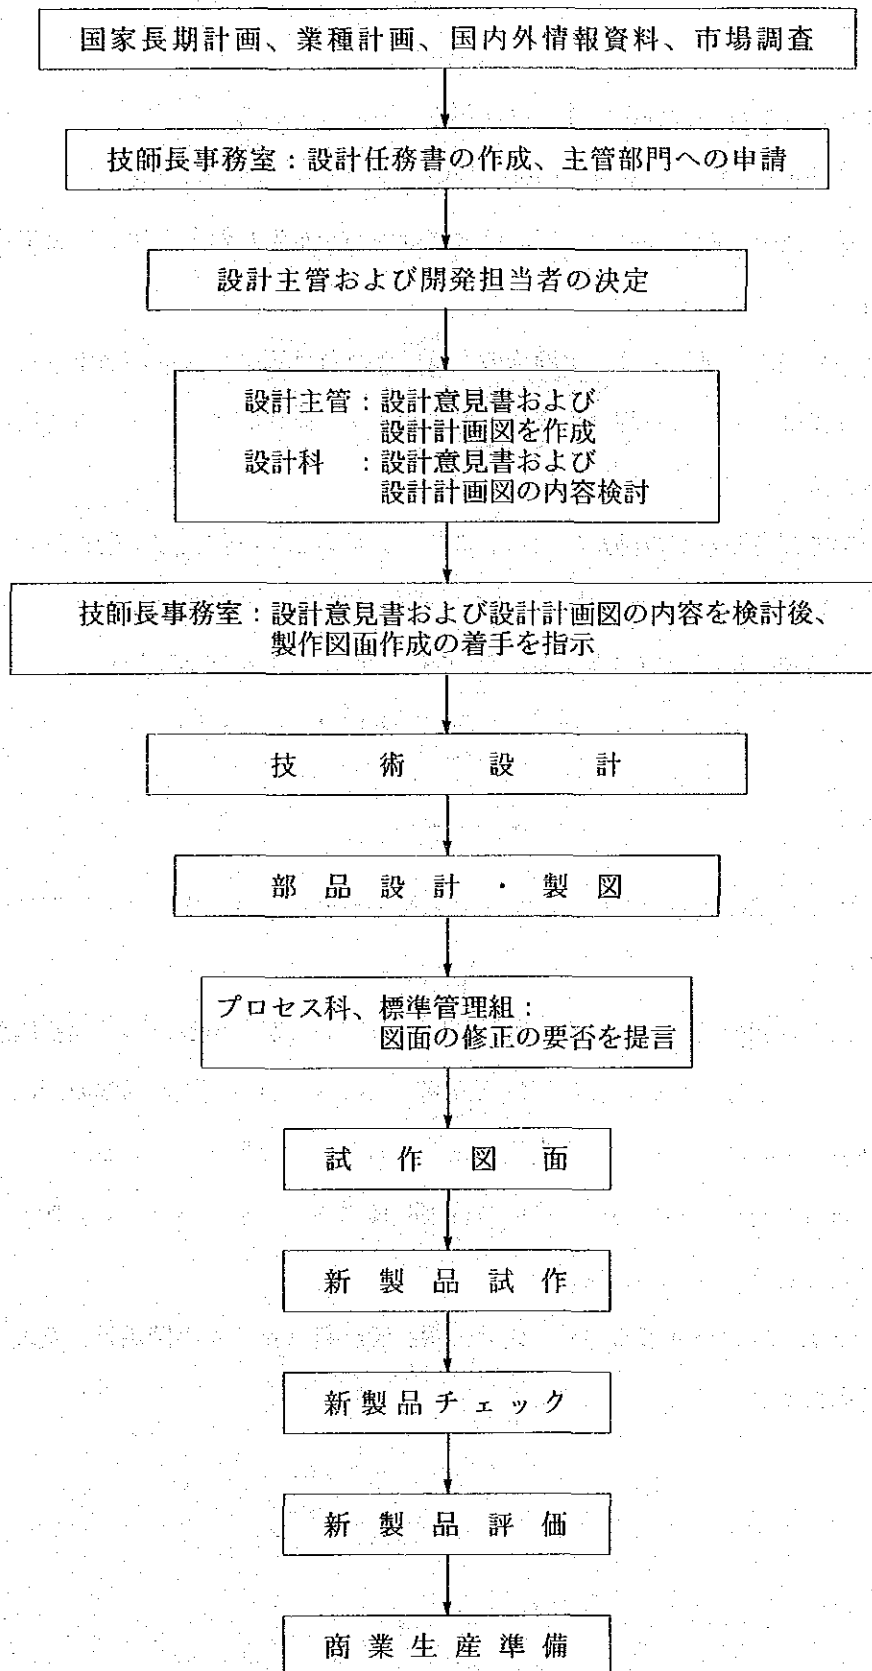 国家長期計画、業種計画、国内外情報資料、市場調査
技師長事務室：設計任務書の作成、主管部門への申請
設計主管および開発担当者の決定
設計主管：設計意見書および
設計計画図を作成
設計科　：設計意見書および
設計計画図の内容検討
技師長事務室：設計意見書および設計計画図の内容を検討後、
製作図面作成の着手を指示
技術設計
部品設計・製図
プロセス科、標準管理組：
図面の修正の要否を提言
試作図面
新製品試作
新製品チェック
新製品評価
商業生産準備